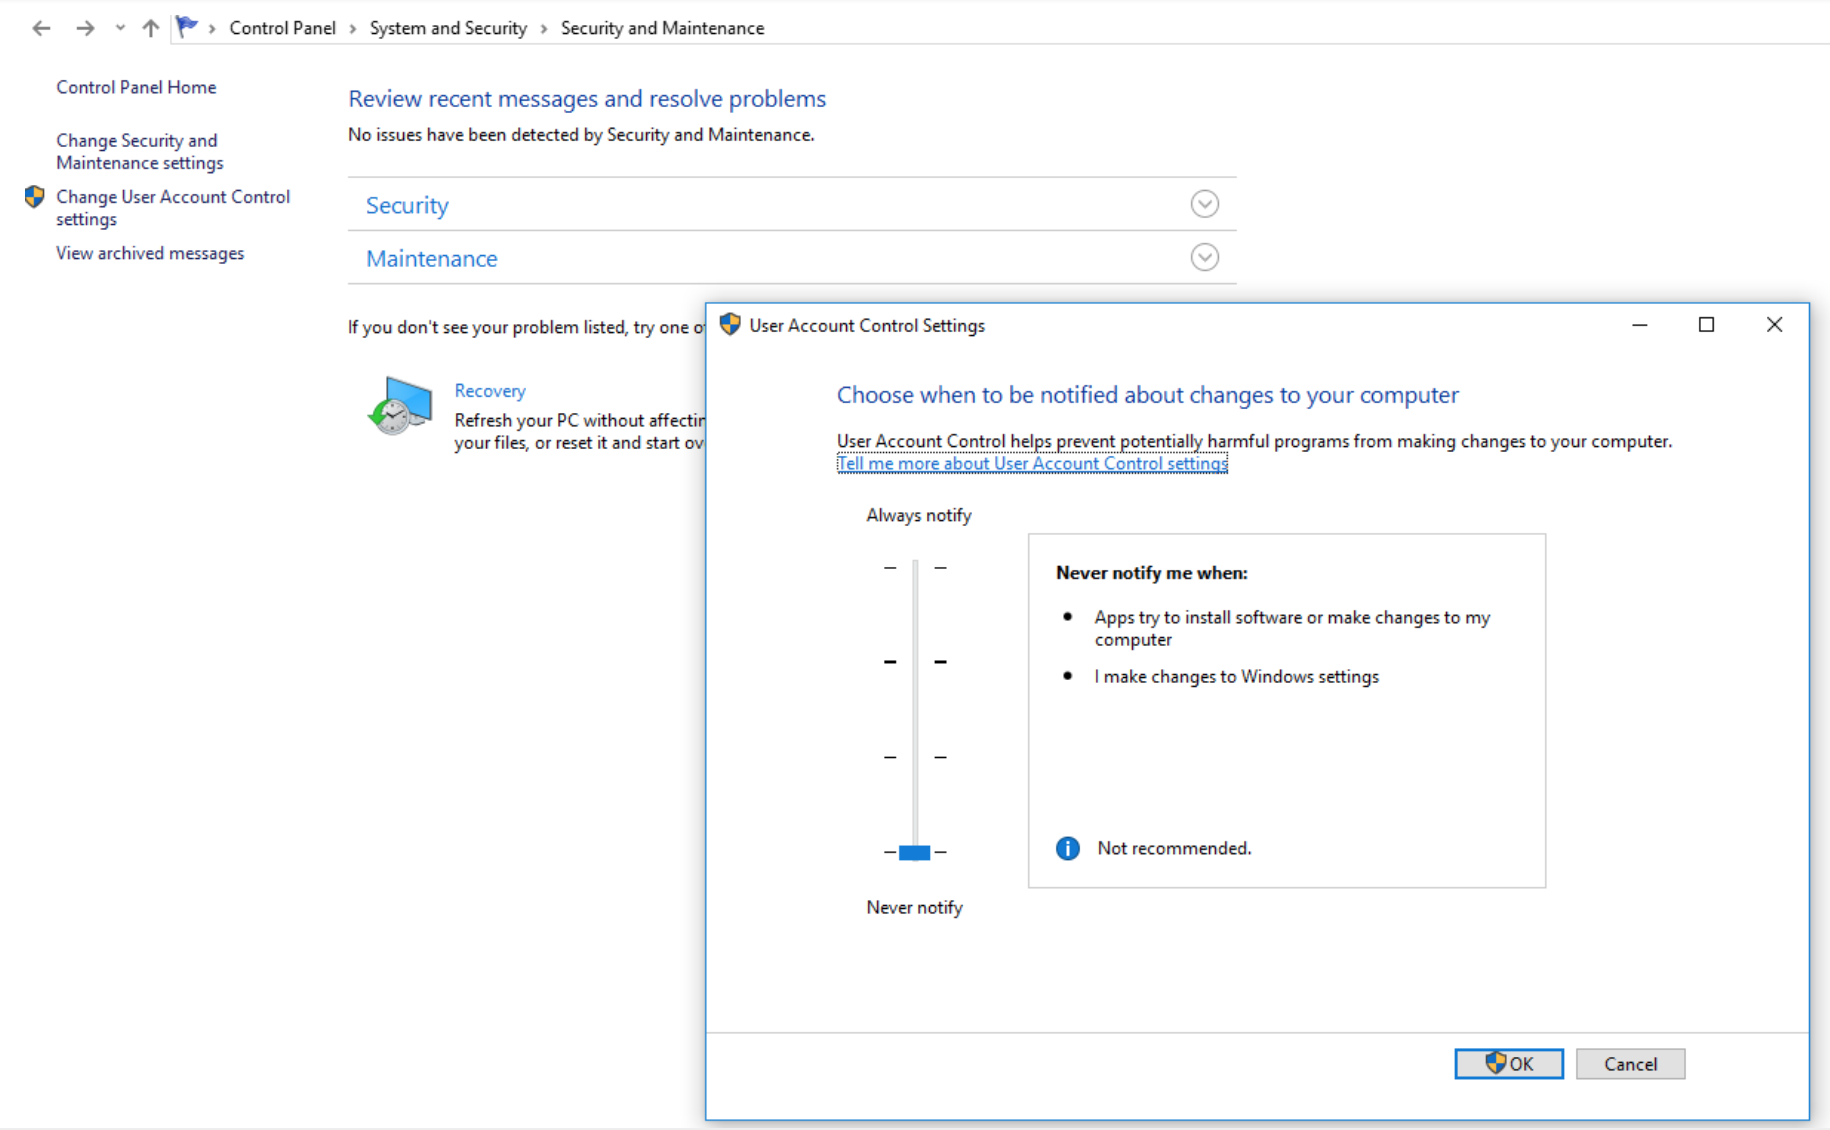 Control Panel > System and Security > Security and Maintenance
Control Panel Home
Change Security and
Maintenance settings
Change User Account Control
settings
View archived messages
Review recent messages and resolve problems
No issues have been detected by Security and Maintenance.
Security
Maintenance
If you don't see your problem listed, try one
Recovery
Refresh your PC without
your files, or reset it and start
User Account Control Settings
Choose when to be notified about changes to your computer
User Account Control helps prevent potentially harmful programs from making changes to your computer.
Tell me more about User Account Control settings
Always notify
Never notify me when:
• Apps try to install software or make changes to my
computer
• I make changes to Windows settings
Not recommended.
Never notify
OK
Cancel